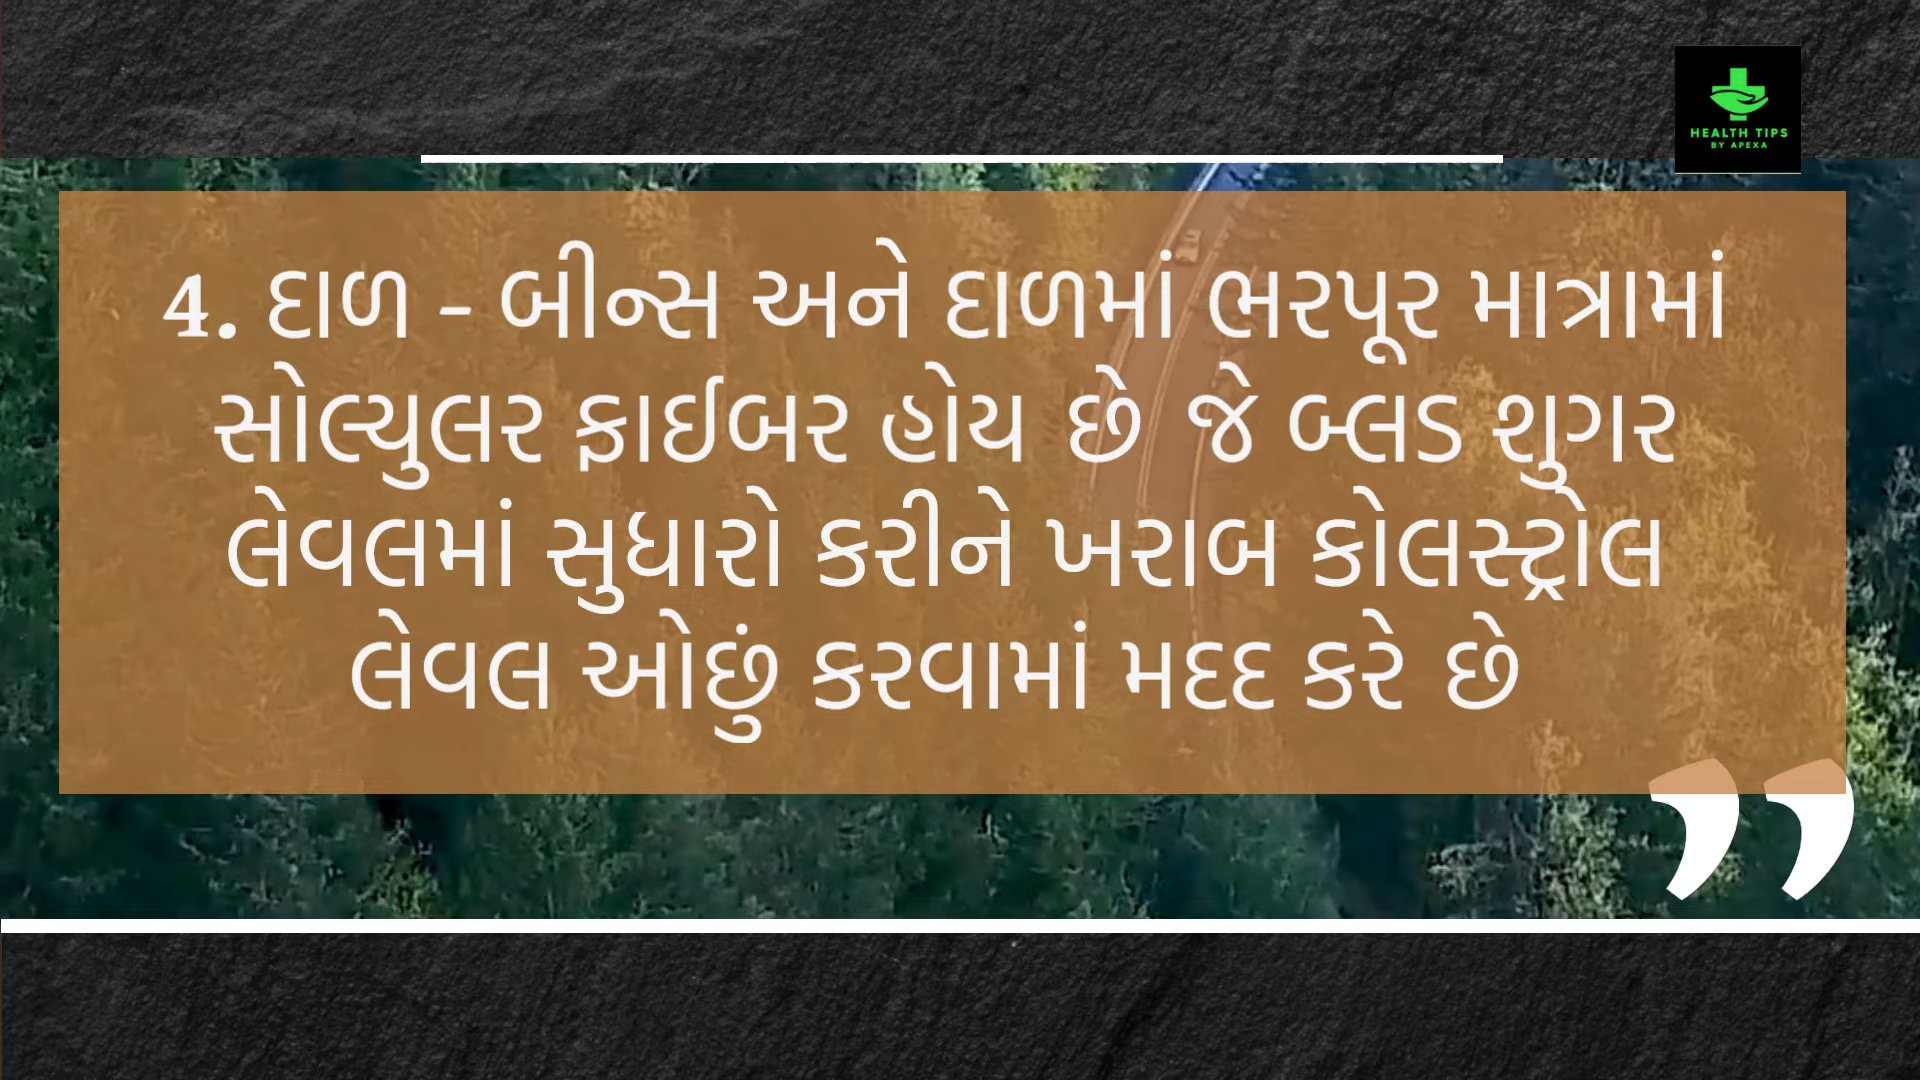 HEALTH TIPS
BY APEXA
4. દાળ - બીન્સ અને દાળમાં ભરપૂર માત્રામાં
સોલ્યુલર ફાઈબર હોય છે જે બ્લડ શુગર
લેવલમાં સુધારો કરીને ખરાબ કોલસ્ટ્રોલ
લેવલ ઓછું કરવામાં મદદ કરે છે
”